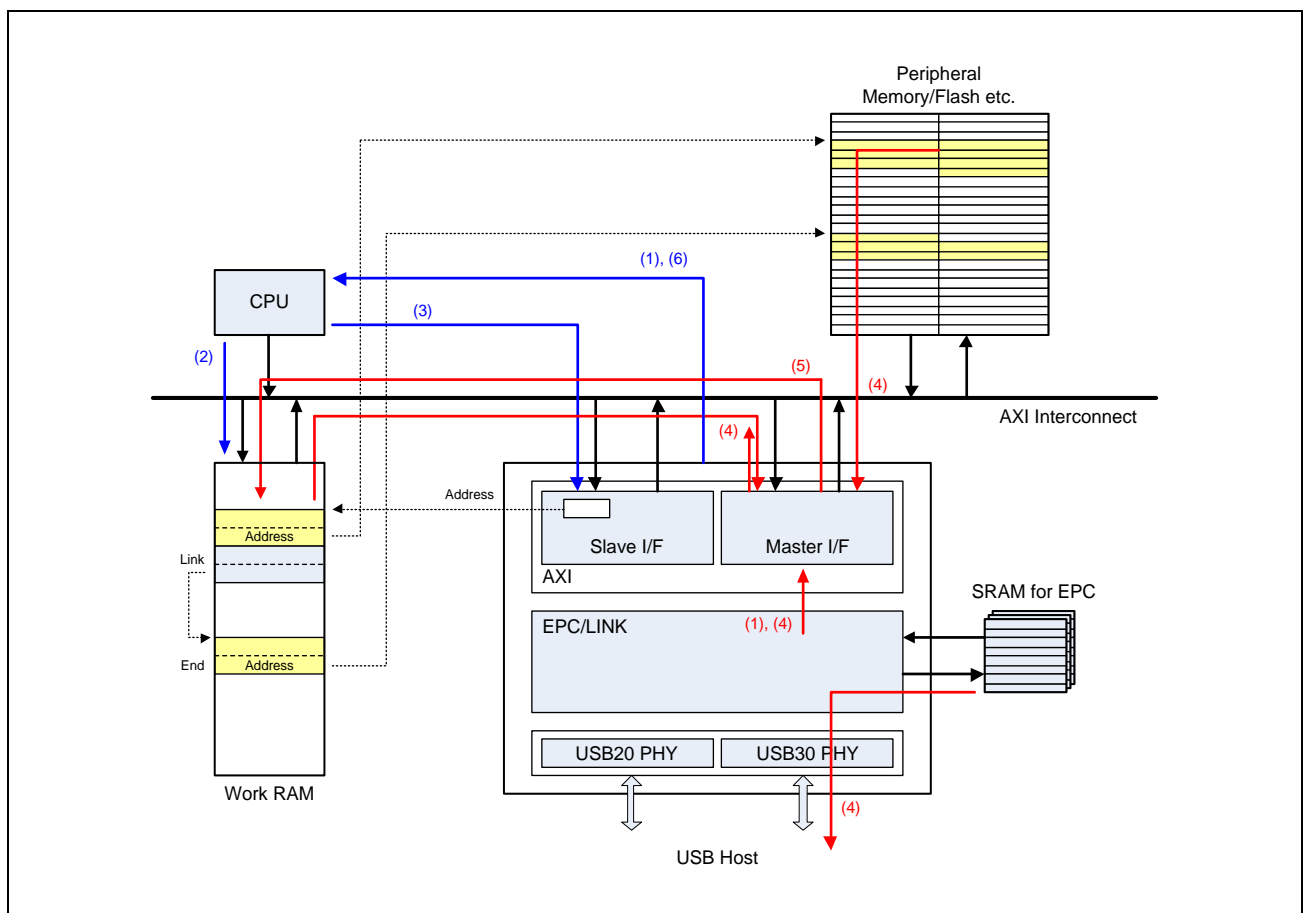 Peripheral
Memory/Flash etc.
(1), (6)
CPU
(3)
(2)
(5)
(4)
AXI Interconnect
(4)
Address
Address
Slave I/F
Master I/F
Link
AXI
SRAM for EPC
EPC/LINK
(1), (4)
End
Address
USB20 PHY
USB30 PHY
Work RAM
(4)
USB Host